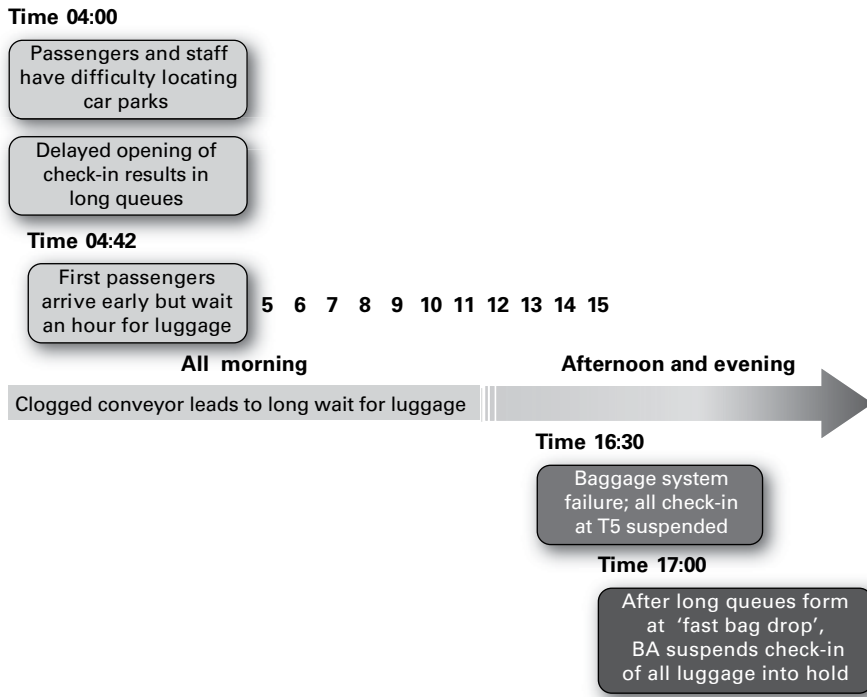 Time 04:00
Passengers and staff
have difficulty locating
car parks
Delayed opening of
check-in results in
long queues
Time 04:42
First passengers
arrive early but wait
an hour for luggage
5 6 7 8 9 10 11 12 13 14 15
All morning
Afternoon and evening
Clogged conveyor leads to long wait for luggage
Time 16:30
Baggage system
failure; all check-in
at T5 suspended
Time 17:00
After long queues form
at ‘fast bag drop’,
BA suspends check-in
of all luggage into hold